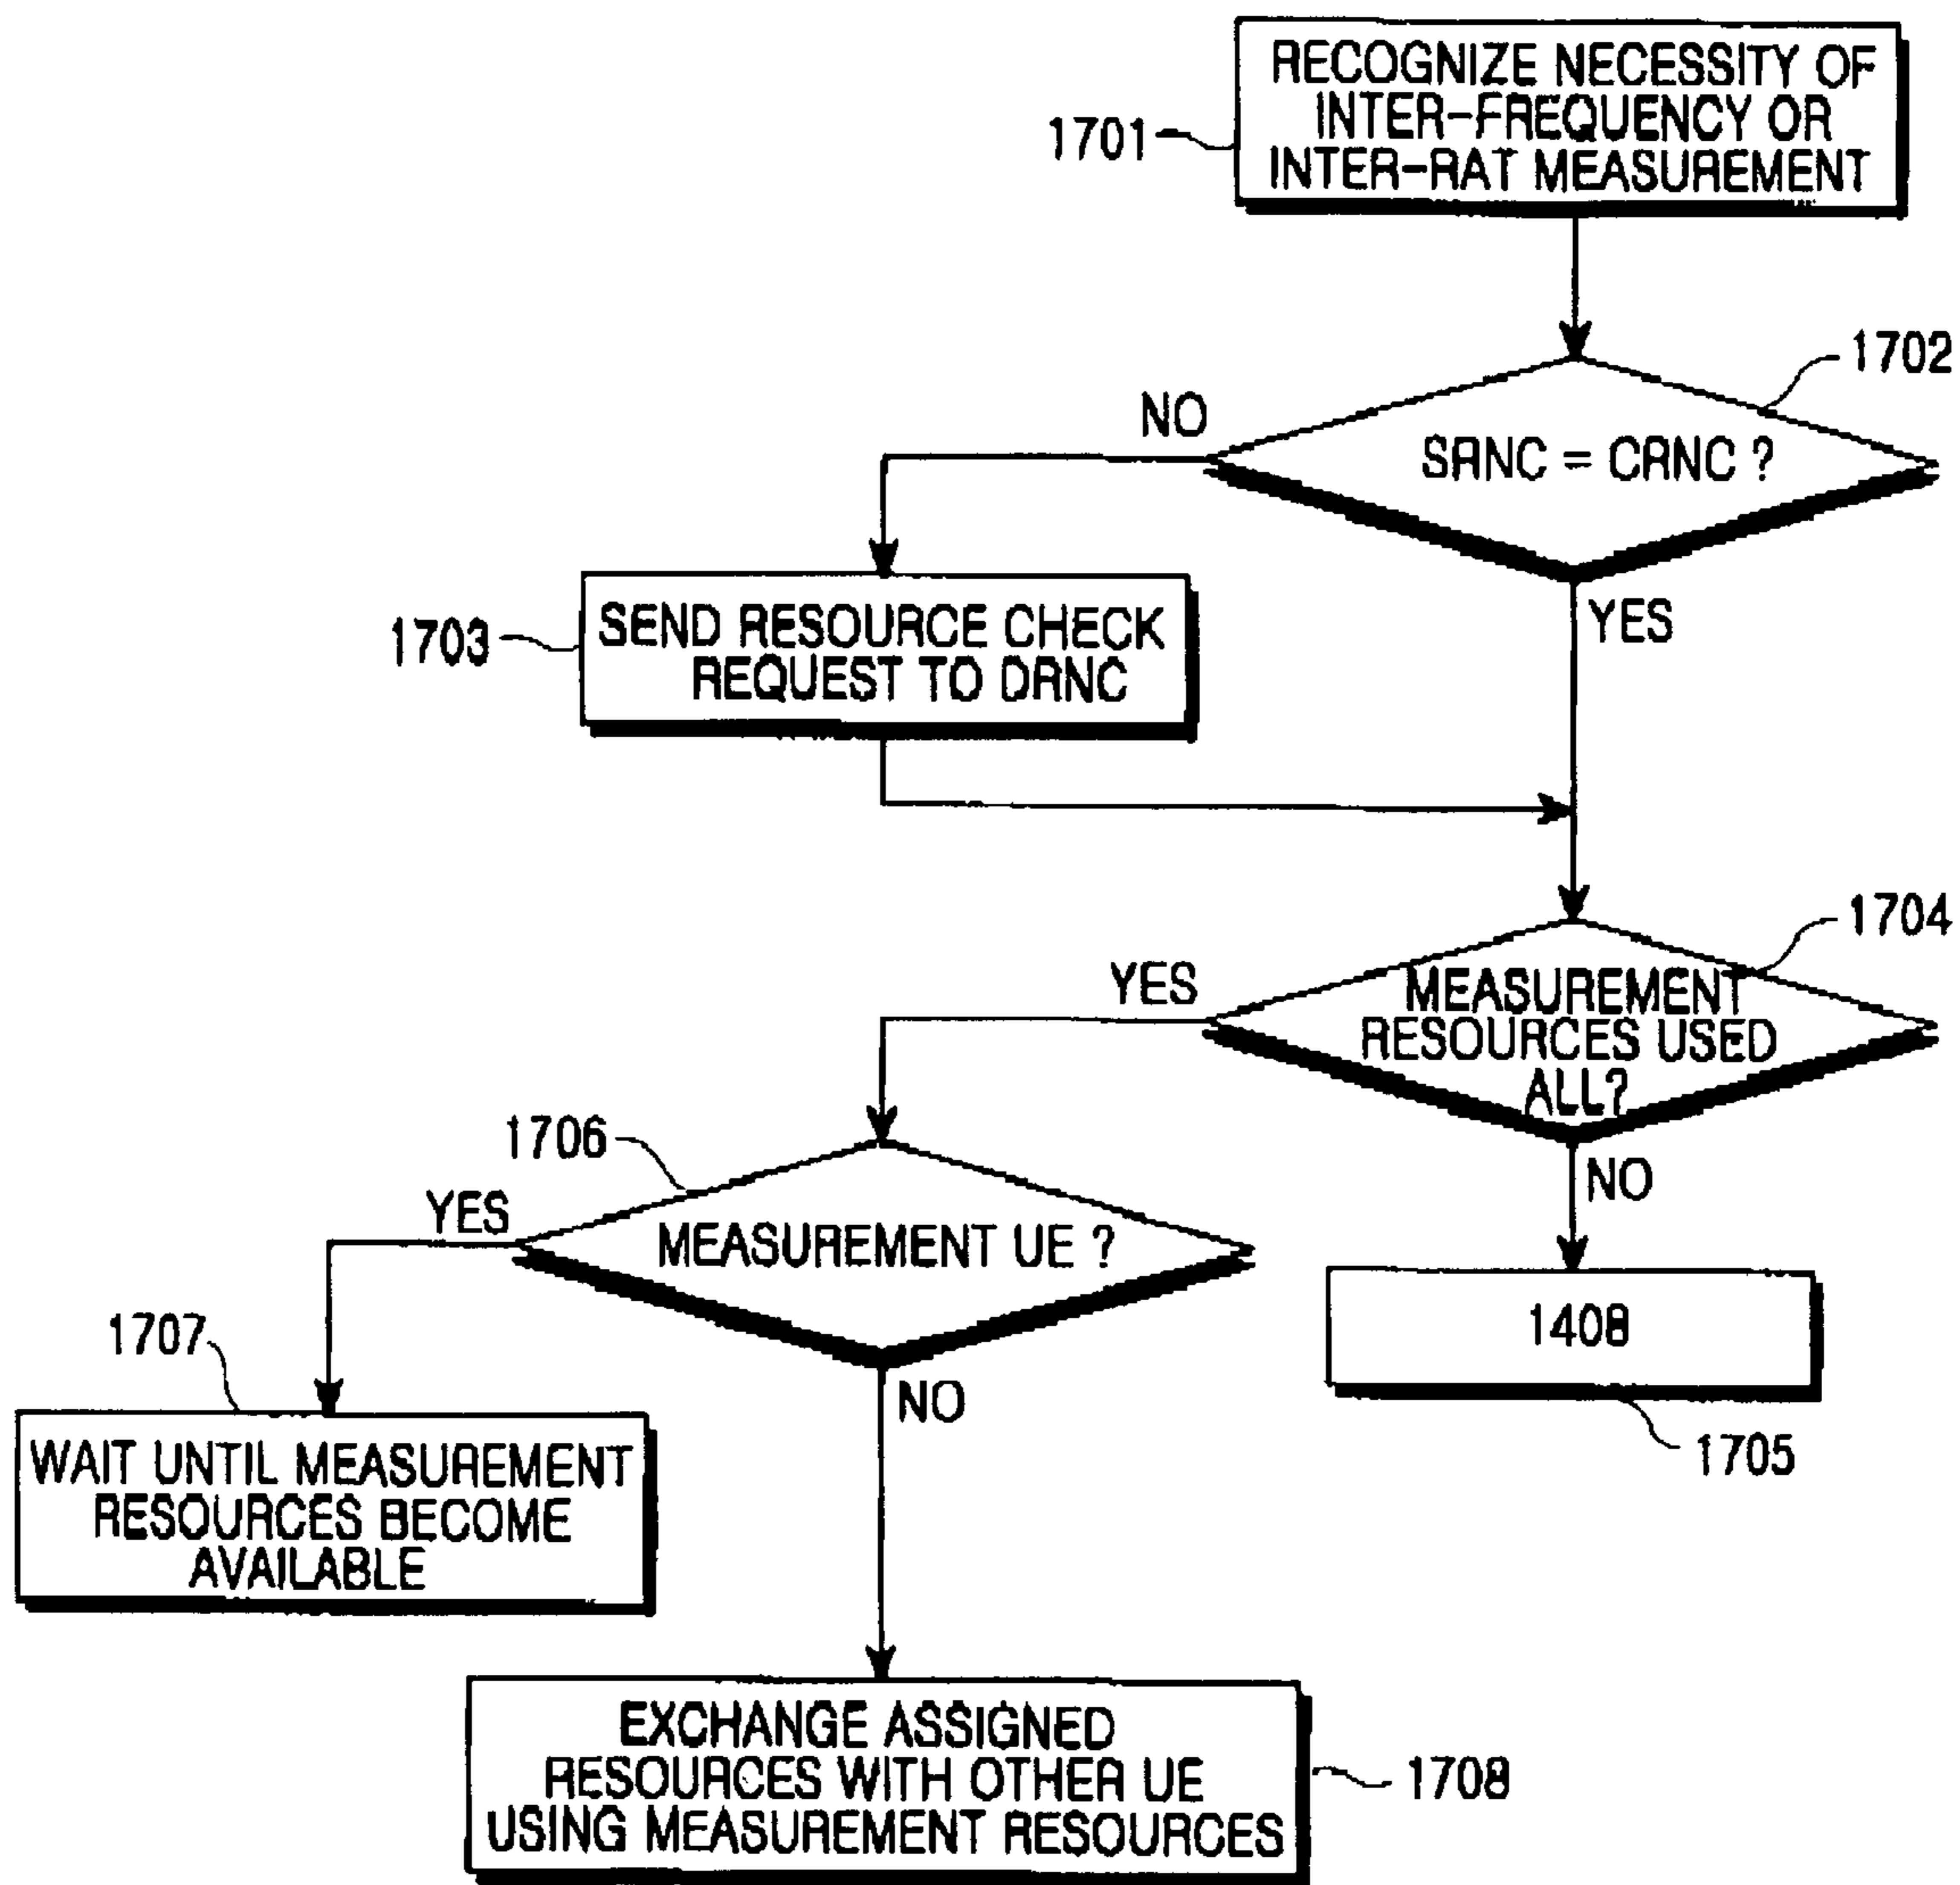 RECOGNIZE NECESSITY OF
INTER-FREQUENCY OR
INTER-RAT MEASUREMENT
1701
1702
NO
SRNC = CRNC ?
YES
1703
SEND RESOURCE CHECK
REQUEST TO DRNC
1704
YES
MEASUREMENT
RESOURCES USED
ALL?
NO
1706
YES
MEASUREMENT UE ?
NO
1408
1705
1707
WAIT UNTIL MEASUREMENT
RESOURCES BECOME
AVAILABLE
EXCHANGE ASSIGNED
RESOURCES WITH OTHER UE
USING MEASUREMENT RESOURCES
1708